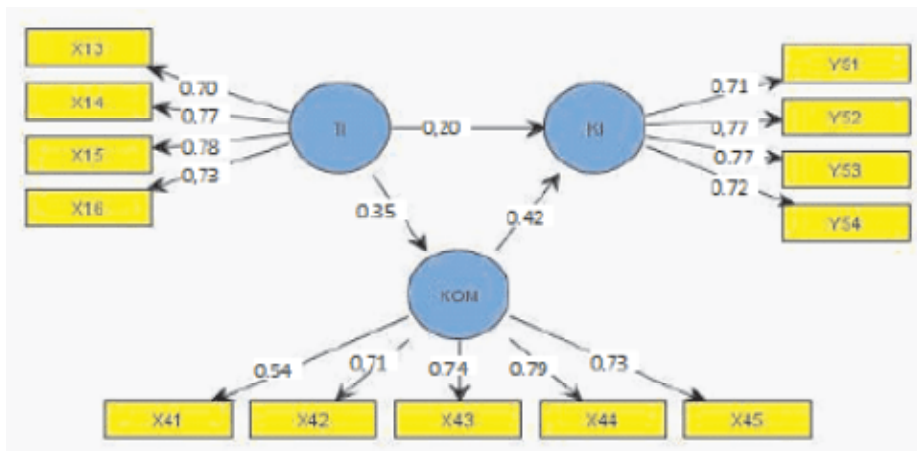 X13
0.70
X14
0.77
X15
0.78
X16
0,73
TI
0,20
KI
0.71
Y51
0,77
Y52
0.77
Y53
0.72
Y54
0.35
0.42
KOM
0.54
0.71
0.74
0.79
0.73
X41
X42
X43
X44
X45